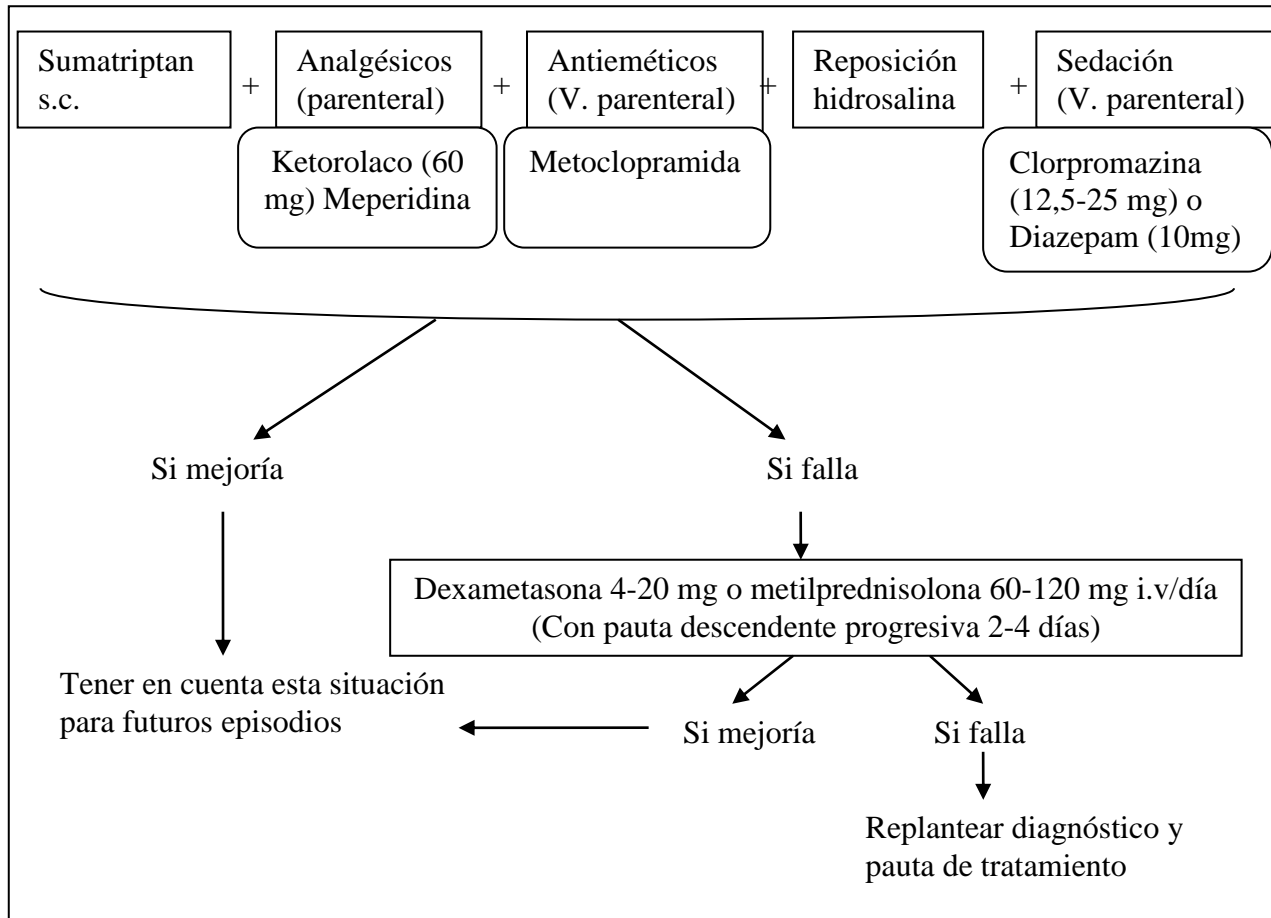 Sumatriptan
s.c.
+
Analgésicos
(parenteral)
+
Antieméticos
(V. parenteral)
+
Reposición
hidrosalina
+
Sedación
(V. parenteral)
Ketorolaco (60
mg) Meperidina
Metoclopramida
Clorpromazina
(12,5-25 mg) o
Diazepam (10mg)
Si mejoría
Si falla
Dexametasona 4-20 mg o metilprednisolona 60-120 mg i.v/día
(Con pauta descendente progresiva 2-4 días)
Tener en cuenta esta situación
para futuros episodios
Si mejoría
Si falla
Replantear diagnóstico y
pauta de tratamiento